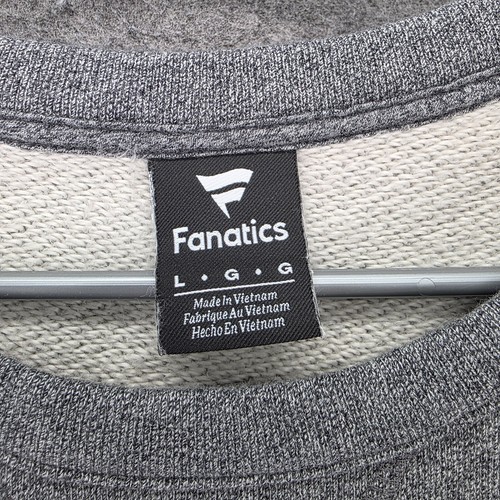 Fanatics
L • G • G
Made In Vietnam
Fabriqué Au Vietnam
Hecho En Vietnam